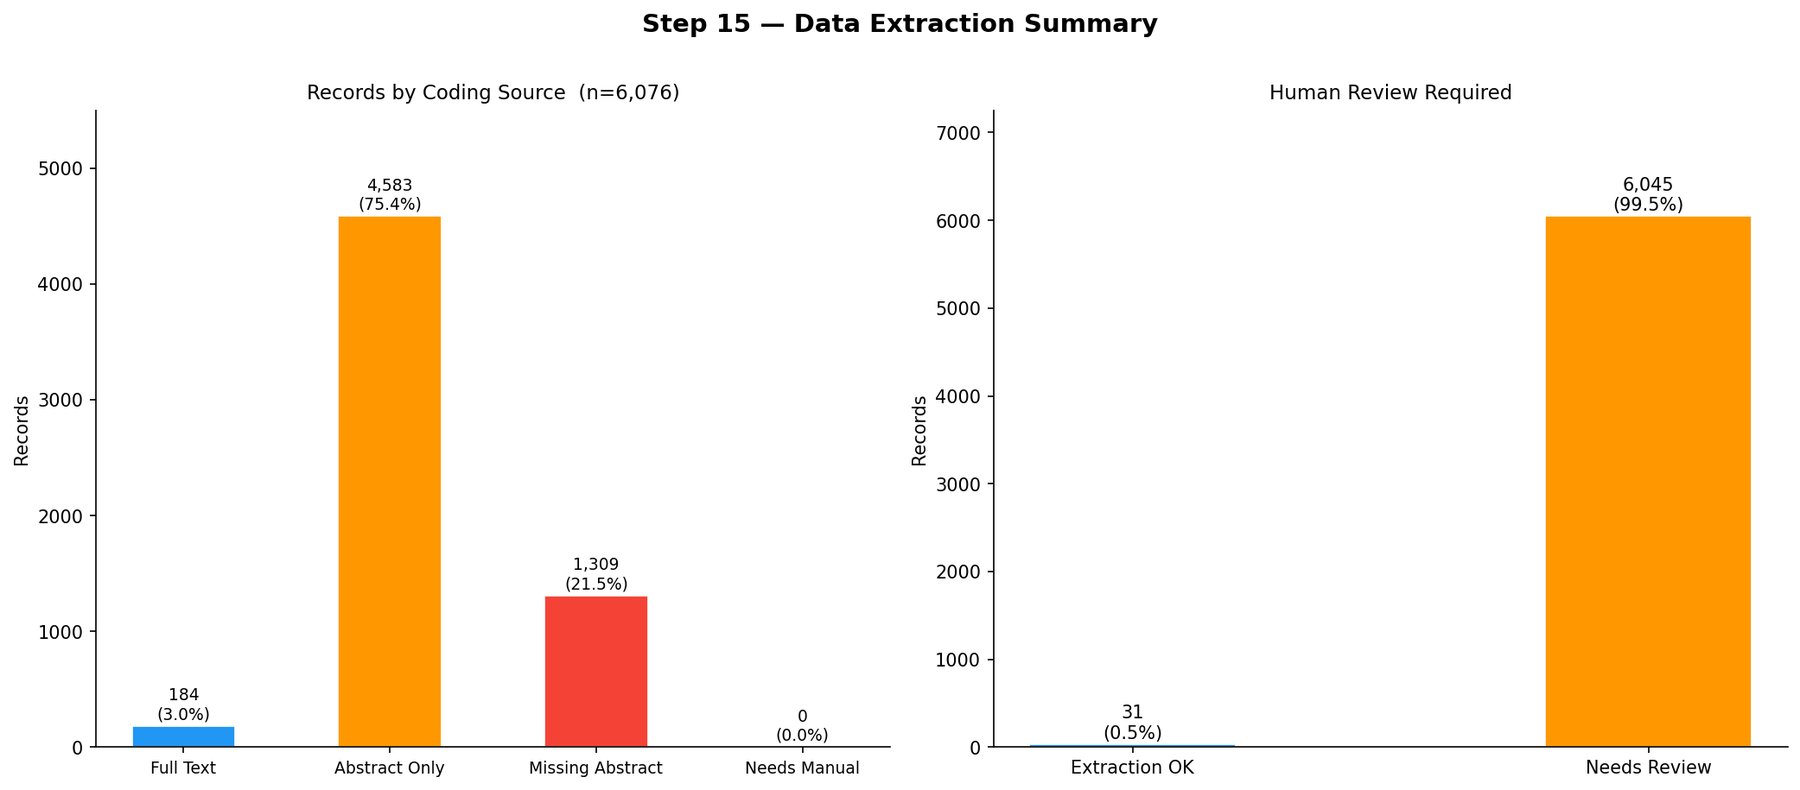 Step 15 — Data Extraction Summary
Records by Coding Source (n=6,076)
Records
5000
4000
3000
2000
1000
0
184
(3.0%)
4,583
(75.4%)
1,309
(21.5%)
0
(0.0%)
Full Text
Abstract Only
Missing Abstract
Needs Manual
Human Review Required
Records
7000
6000
5000
4000
3000
2000
1000
0
31
(0.5%)
6,045
(99.5%)
Extraction OK
Needs Review